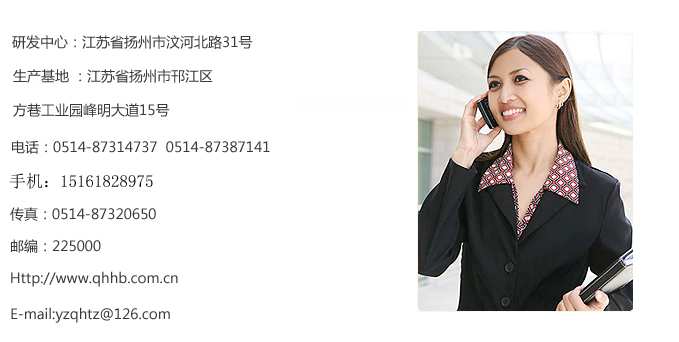 研发中心：江苏省扬州市汶河北路31号
生产基地 ：江苏省扬州市邗江区
方巷工业园峰明大道15号
电话：0514-87314737  0514-87387141
手机：15161828975
传真：0514-87320650
邮编：225000
Http://www.qhhb.com.cn
E-mail:yzqhtz@126.com